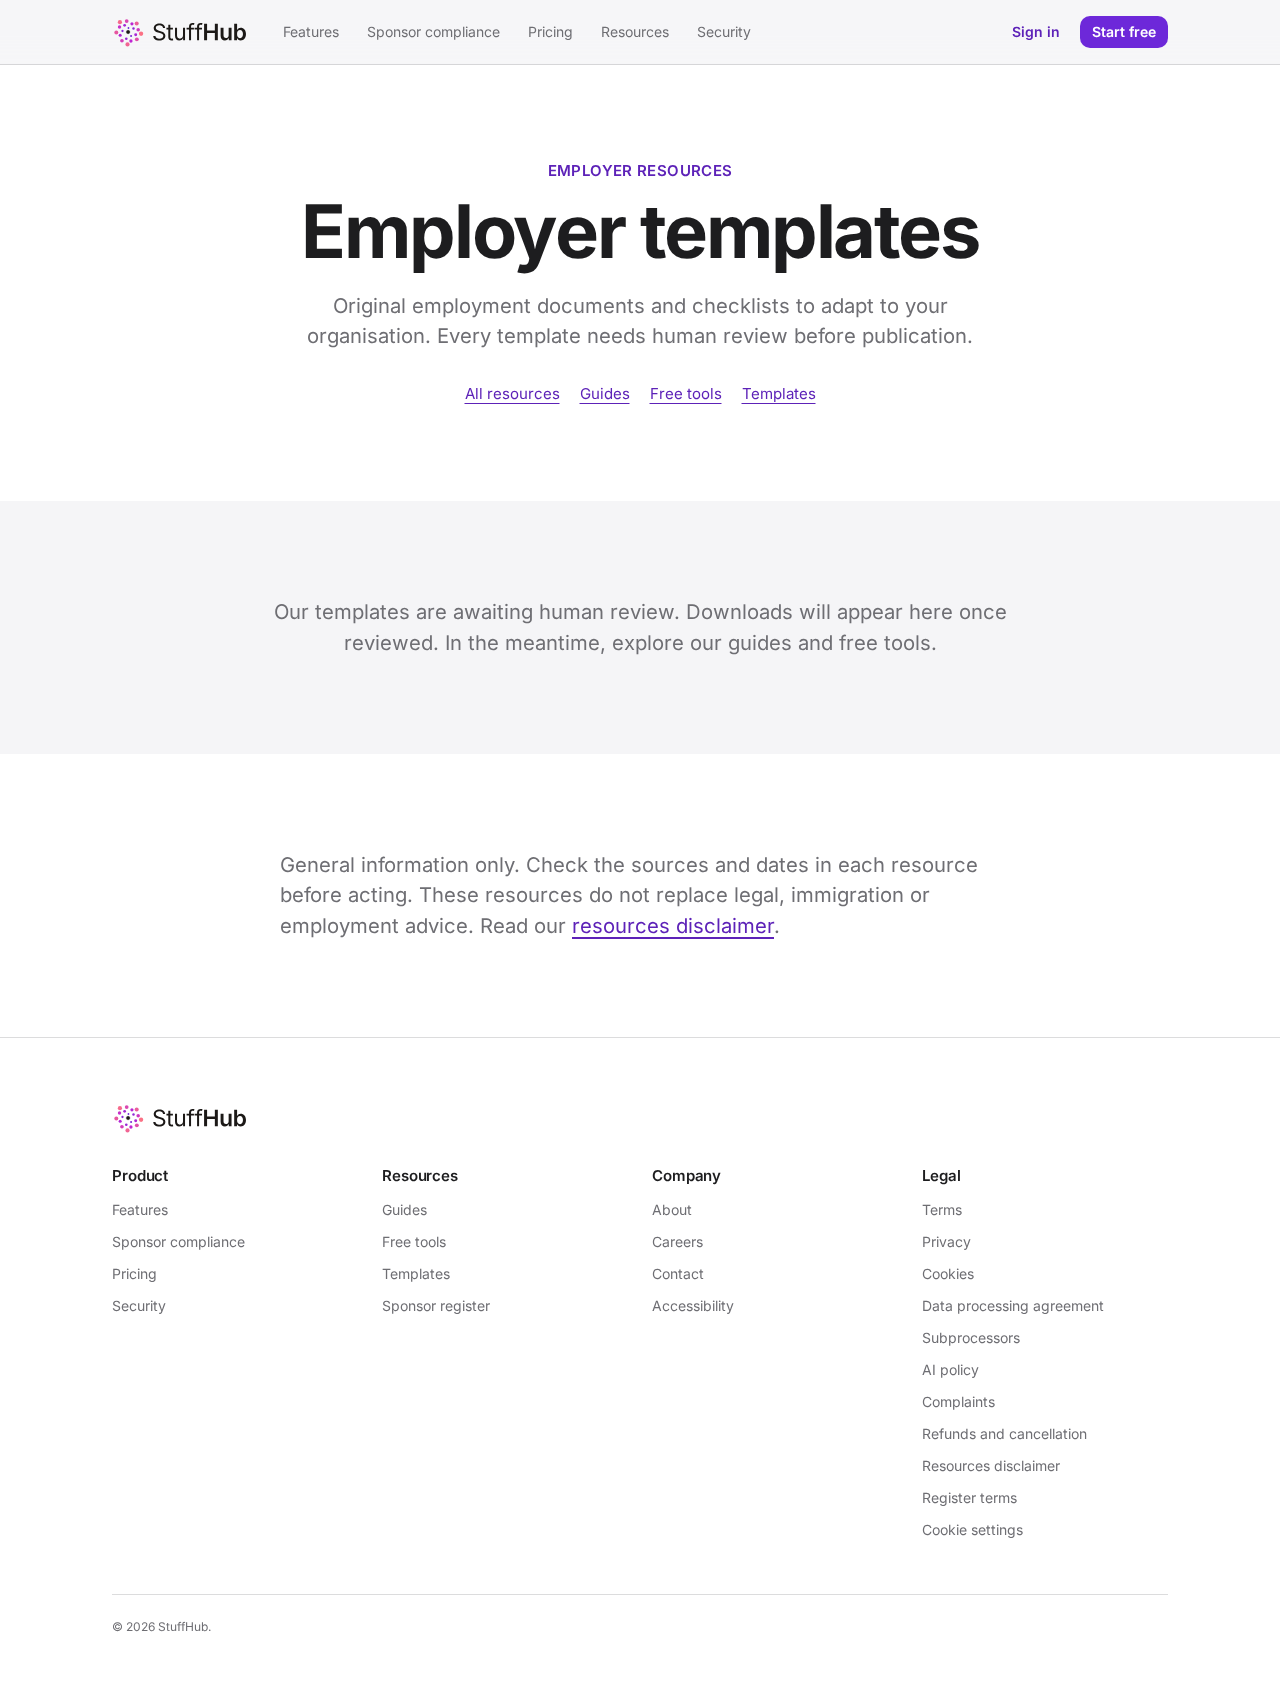 StuffHub
Features
Sponsor compliance
Pricing
Resources
Security
Sign in
Start free
EMPLOYER RESOURCES
Employer templates
Original employment documents and checklists to adapt to your
organisation. Every template needs human review before publication.
All resources
Guides
Free tools
Templates
Our templates are awaiting human review. Downloads will appear here once
reviewed. In the meantime, explore our guides and free tools.
General information only. Check the sources and dates in each resource
before acting. These resources do not replace legal, immigration or
employment advice. Read our resources disclaimer.
StuffHub
Product
Features
Sponsor compliance
Pricing
Security
Resources
Guides
Free tools
Templates
Sponsor register
Company
About
Careers
Contact
Accessibility
Legal
Terms
Privacy
Cookies
Data processing agreement
Subprocessors
AI policy
Complaints
Refunds and cancellation
Resources disclaimer
Register terms
Cookie settings
© 2026 StuffHub.